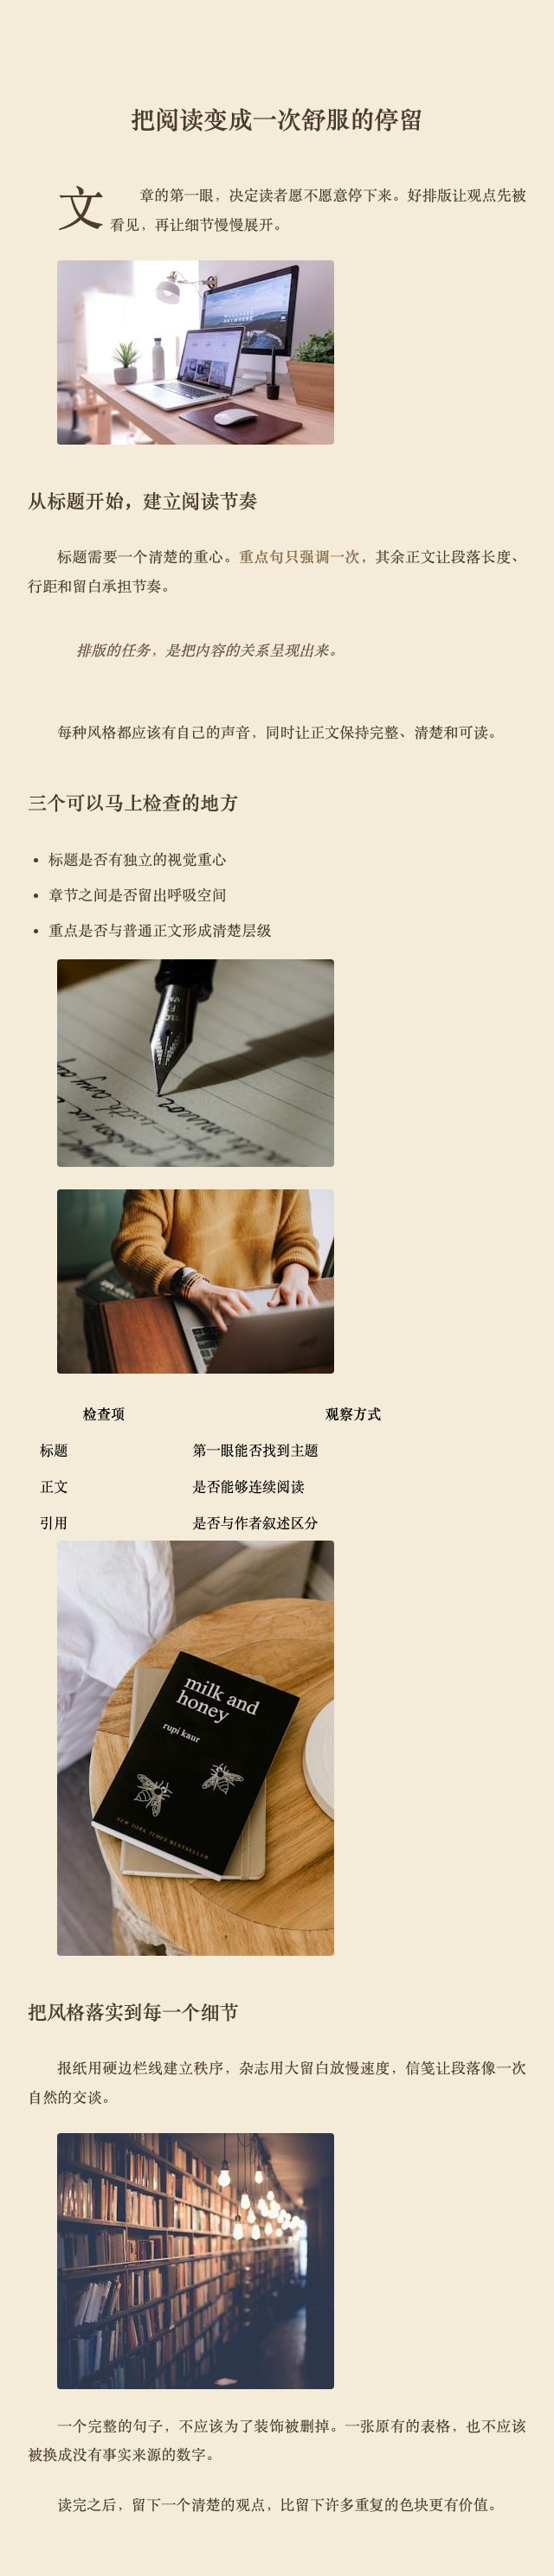 把阅读变成一次舒服的停留
文章的第一眼，决定读者愿不愿意停下来。好排版让观点先被
看见，再让细节慢慢展开。
从标题开始，建立阅读节奏
标题需要一个清楚的重心。重点句只强调一次，其余正文让段落长度、
行距和留白承担节奏。
排版的任务，是把内容的关系呈现出来。
每种风格都应该有自己的声音，同时让正文保持完整、清楚和可读。
三个可以马上检查的地方
• 标题是否有独立的视觉重心
• 章节之间是否留出呼吸空间
• 重点是否与普通正文形成清楚层级
检查项 观察方式
标题 第一眼能否找到主题
正文 是否能够连续阅读
引用 是否与作者叙述区分
milk and
honey
rupi kaur
NEW YORK TIMES BESTSELLER
把风格落实到每一个细节
报纸用硬边栏线建立秩序，杂志用大留白放慢速度，信笺让段落像一次
自然的交谈。
一个完整的句子，不应该为了装饰被删掉。一张原有的表格，也不应该
被换成没有事实来源的数字。
读完之后，留下一个清楚的观点，比留下许多重复的色块更有价值。